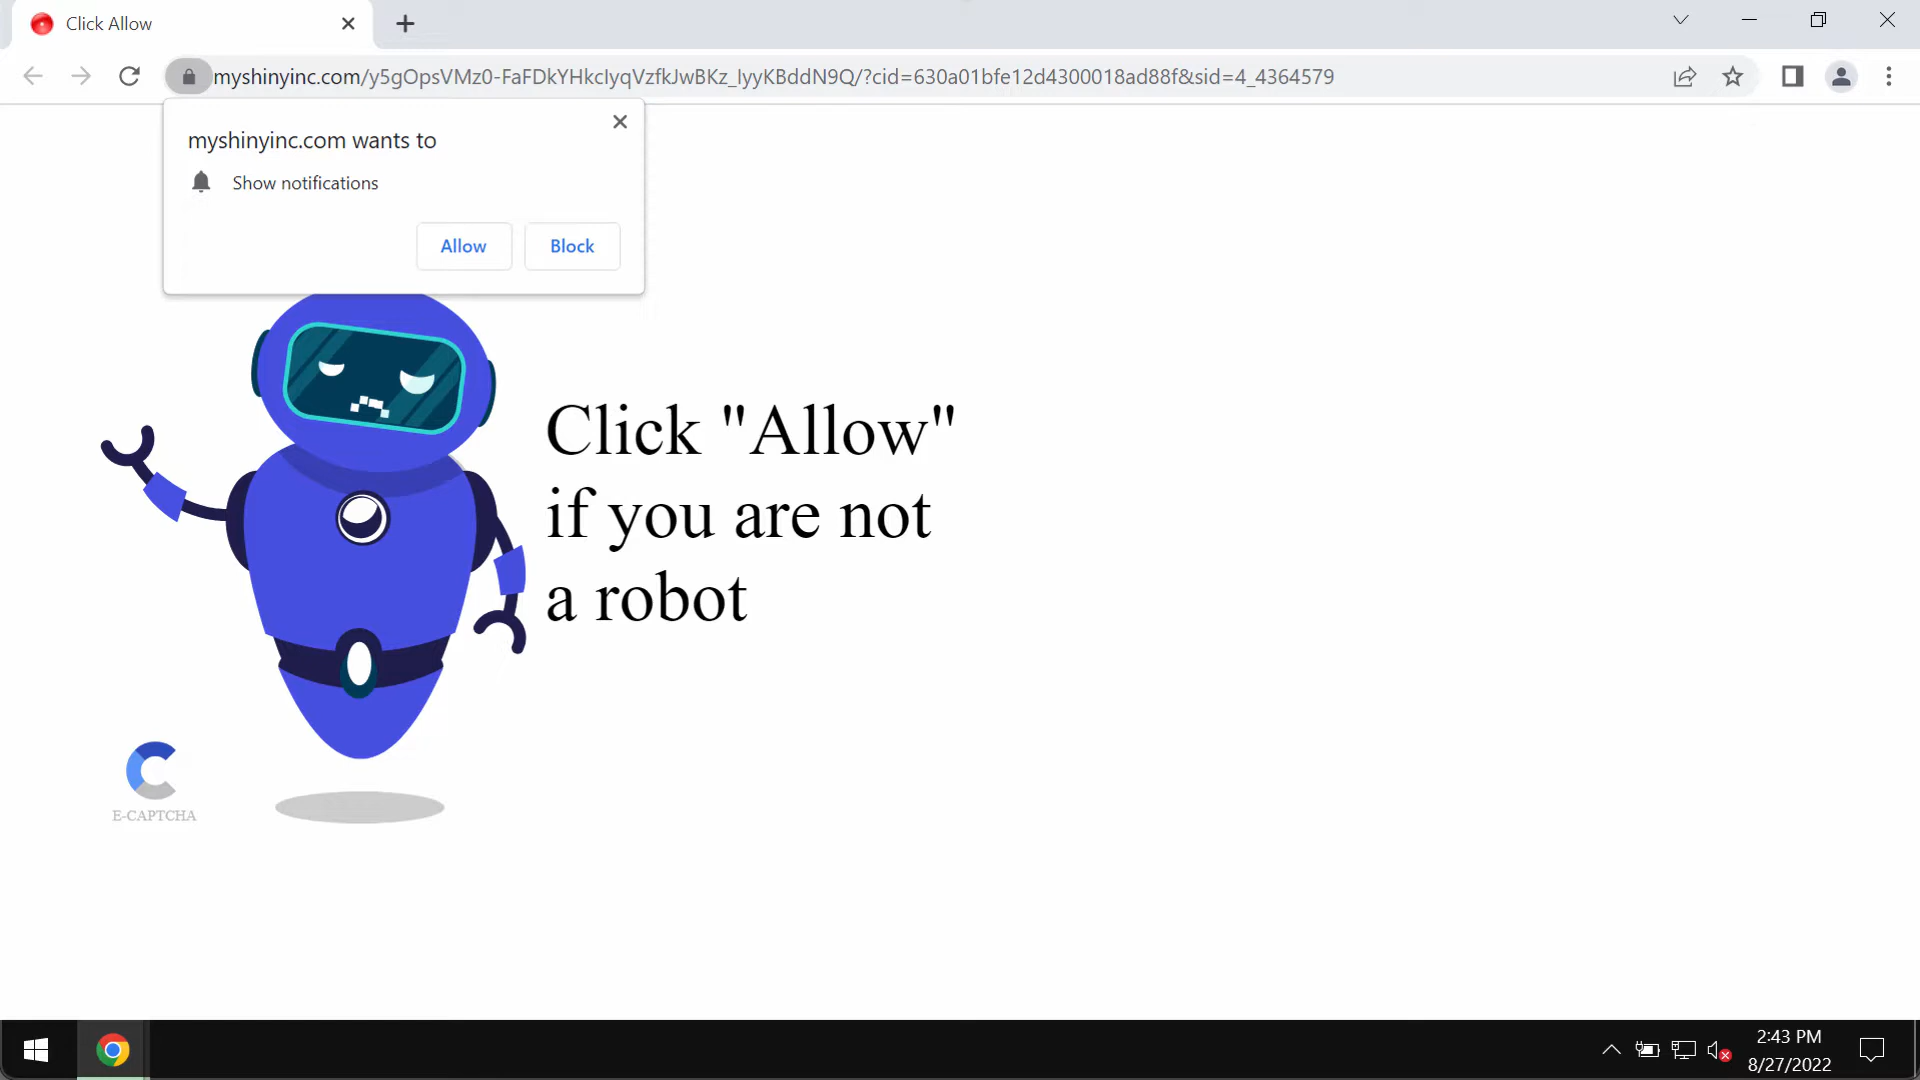 Click Allow
myshinyinc.com/y5gOpsVMz0-FaFDkYHkcIyqVzfkJwBKz_IyyKBddN9Q/?cid=630a01bfe12d4300018ad88f&sid=4_4364579
myshinyinc.com wants to
Show notifications
Allow
Block
Click "Allow"
if you are not
a robot
E-CAPTCHA
2:43 PM
8/27/2022